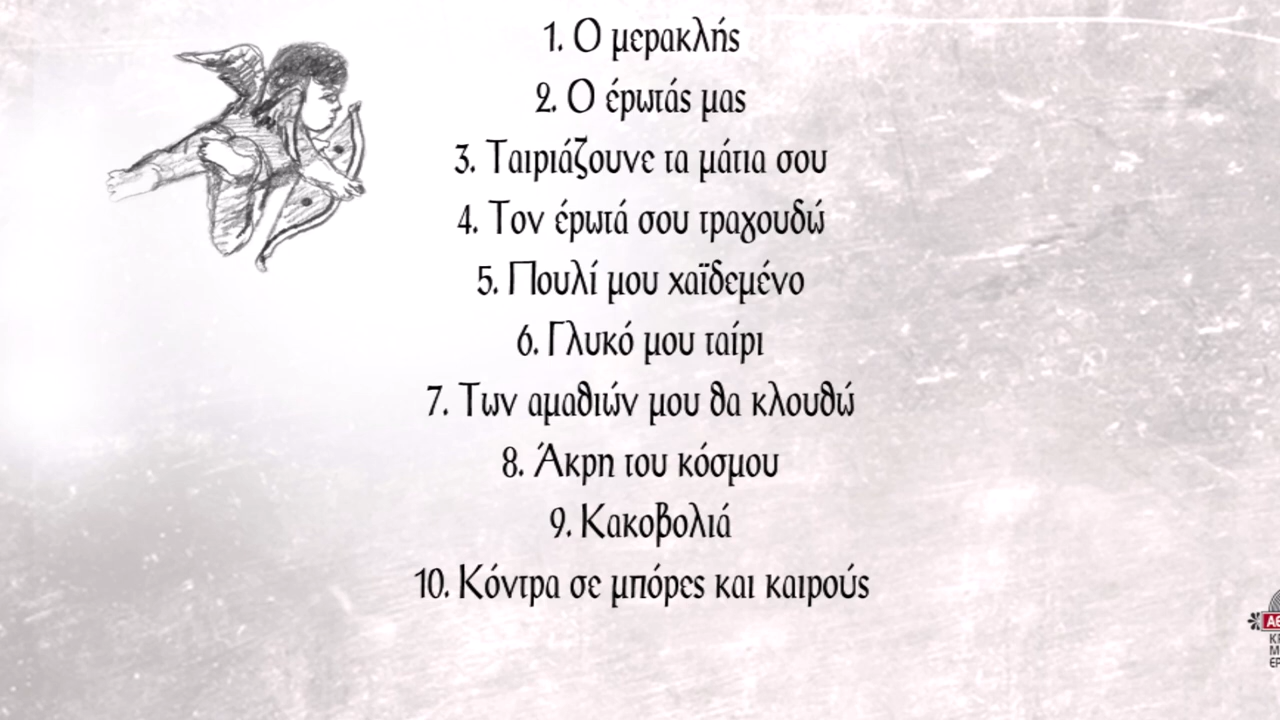 1. Ο μερακλής
2. Ο έρωτάς μας
3. Ταιριάζουνε τα μάτια σου
4. Τον έρωτά σου τραγουδώ
5. Πουλί μου χαϊδεμένο
6. Γλυκό μου ταίρι
7. Των αμαθιών μου θα κλουθώ
8. Άκρη του κόσμου
9. Κακοβολιά
10. Κόντρα σε μπόρες και καιρούς